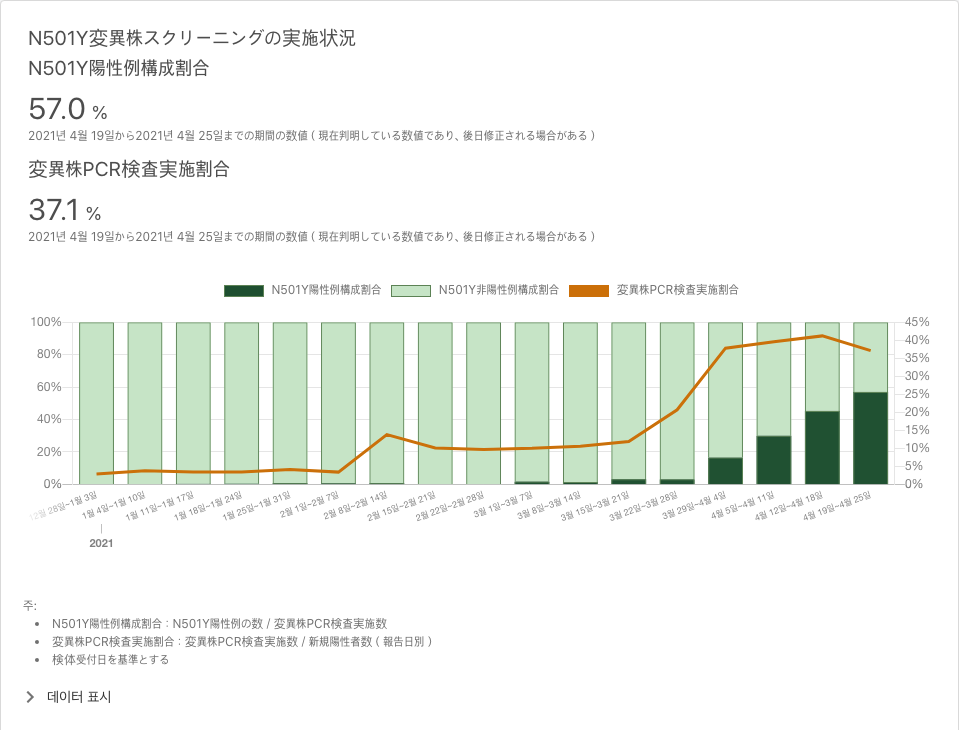 N501Y変異株スクリーニングの実施状況
N501Y陽性例構成割合
57.0 %
2021년 4월 19일から2021년 4월 25일までの期間の数値 ( 現在判明している数値であり、後日修正される場合がある )
変異株PCR検査実施割合
37.1 %
2021년 4월 19일から2021년 4월 25일までの期間の数値 ( 現在判明している数値であり、後日修正される場合がある )
N501Y陽性例構成割合 N501Y非陽性例構成割合 変異株PCR検査実施割合
100% 45%
40%
80% 35%
30%
60% 25%
40% 20%
15%
20% 10%
5%
0% 0%
12월 28일~1월 3일 1월 4일~1월 10일 1월 11일~1월 17일 1월 18일~1월 24일 1월 25일~1월 31일 2월 1일~2월 7일 2월 8일~2월 14일 2월 15일~2월 21일 2월 22일~2월 28일 3월 1일~3월 7일 3월 8일~3월 14일 3월 15일~3월 21일 3월 22일~3월 28일 3월 29일~4월 4일 4월 5일~4월 11일 4월 12일~4월 18일 4월 19일~4월 25일
2021
주:
• N501Y陽性例構成割合：N501Y陽性例の数 / 変異株PCR検査実施数
• 変異株PCR検査実施割合：変異株PCR検査実施数 / 新規陽性者数 ( 報告日別 )
• 検体受付日を基準とする
데이터 표시